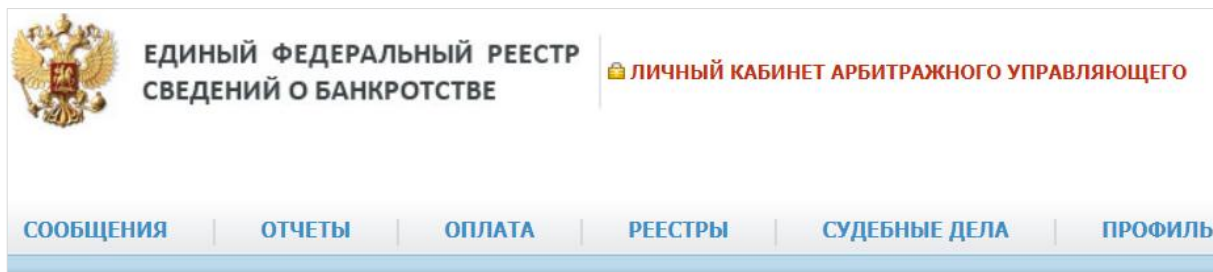 ЕДИНЫЙ ФЕДЕРАЛЬНЫЙ РЕЕСТР
СВЕДЕНИЙ О БАНКРОТСТВЕ
ЛИЧНЫЙ КАБИНЕТ АРБИТРАЖНОГО УПРАВЛЯЮЩЕГО
СООБЩЕНИЯ ОТЧЕТЫ ОПЛАТА РЕЕСТРЫ СУДЕБНЫЕ ДЕЛА ПРОФИЛЬ